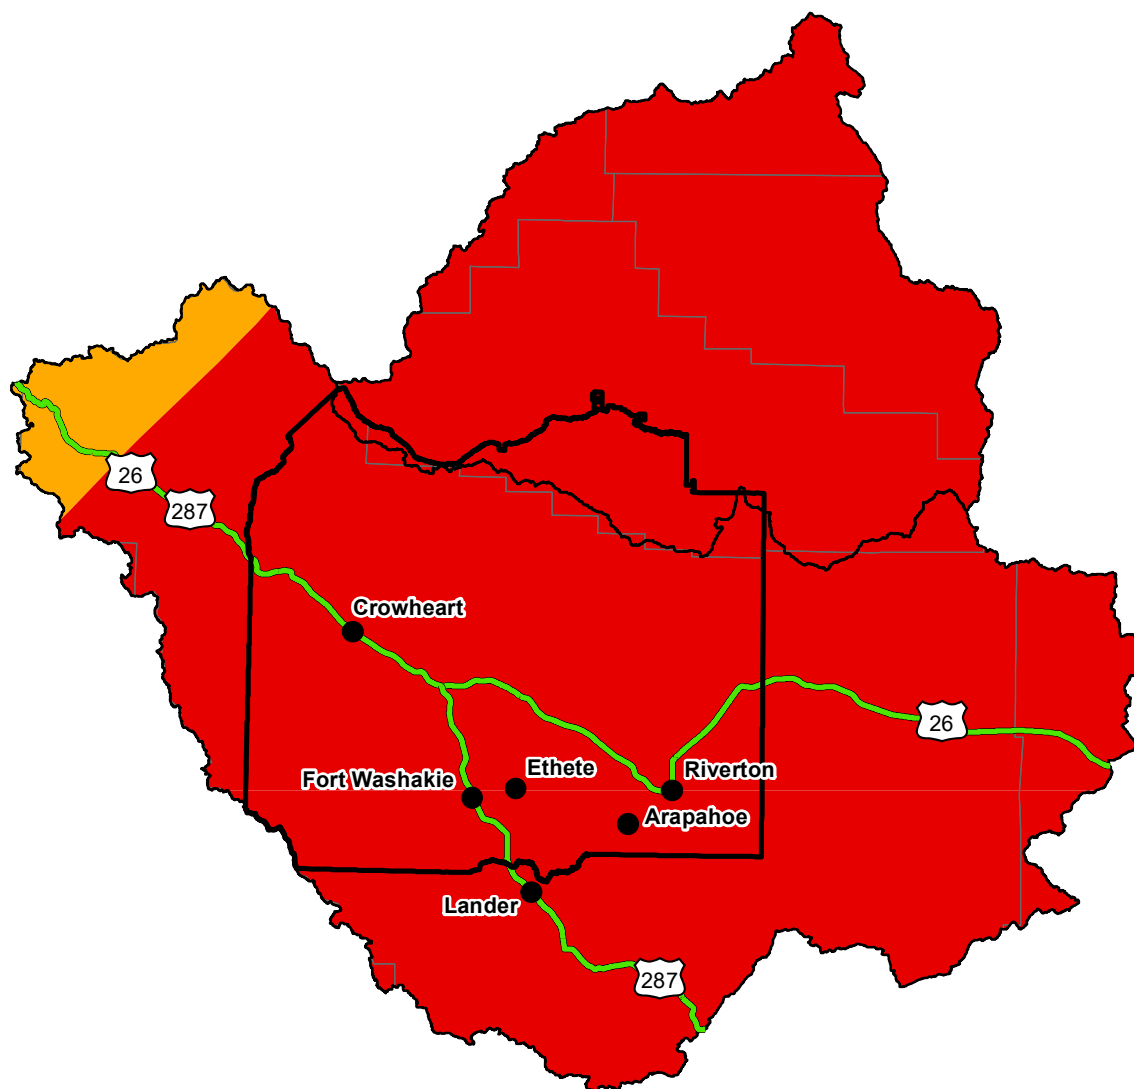 26
287
Crowheart
26
Ethete
Riverton
Fort Washakie
Arapahoe
Lander
287